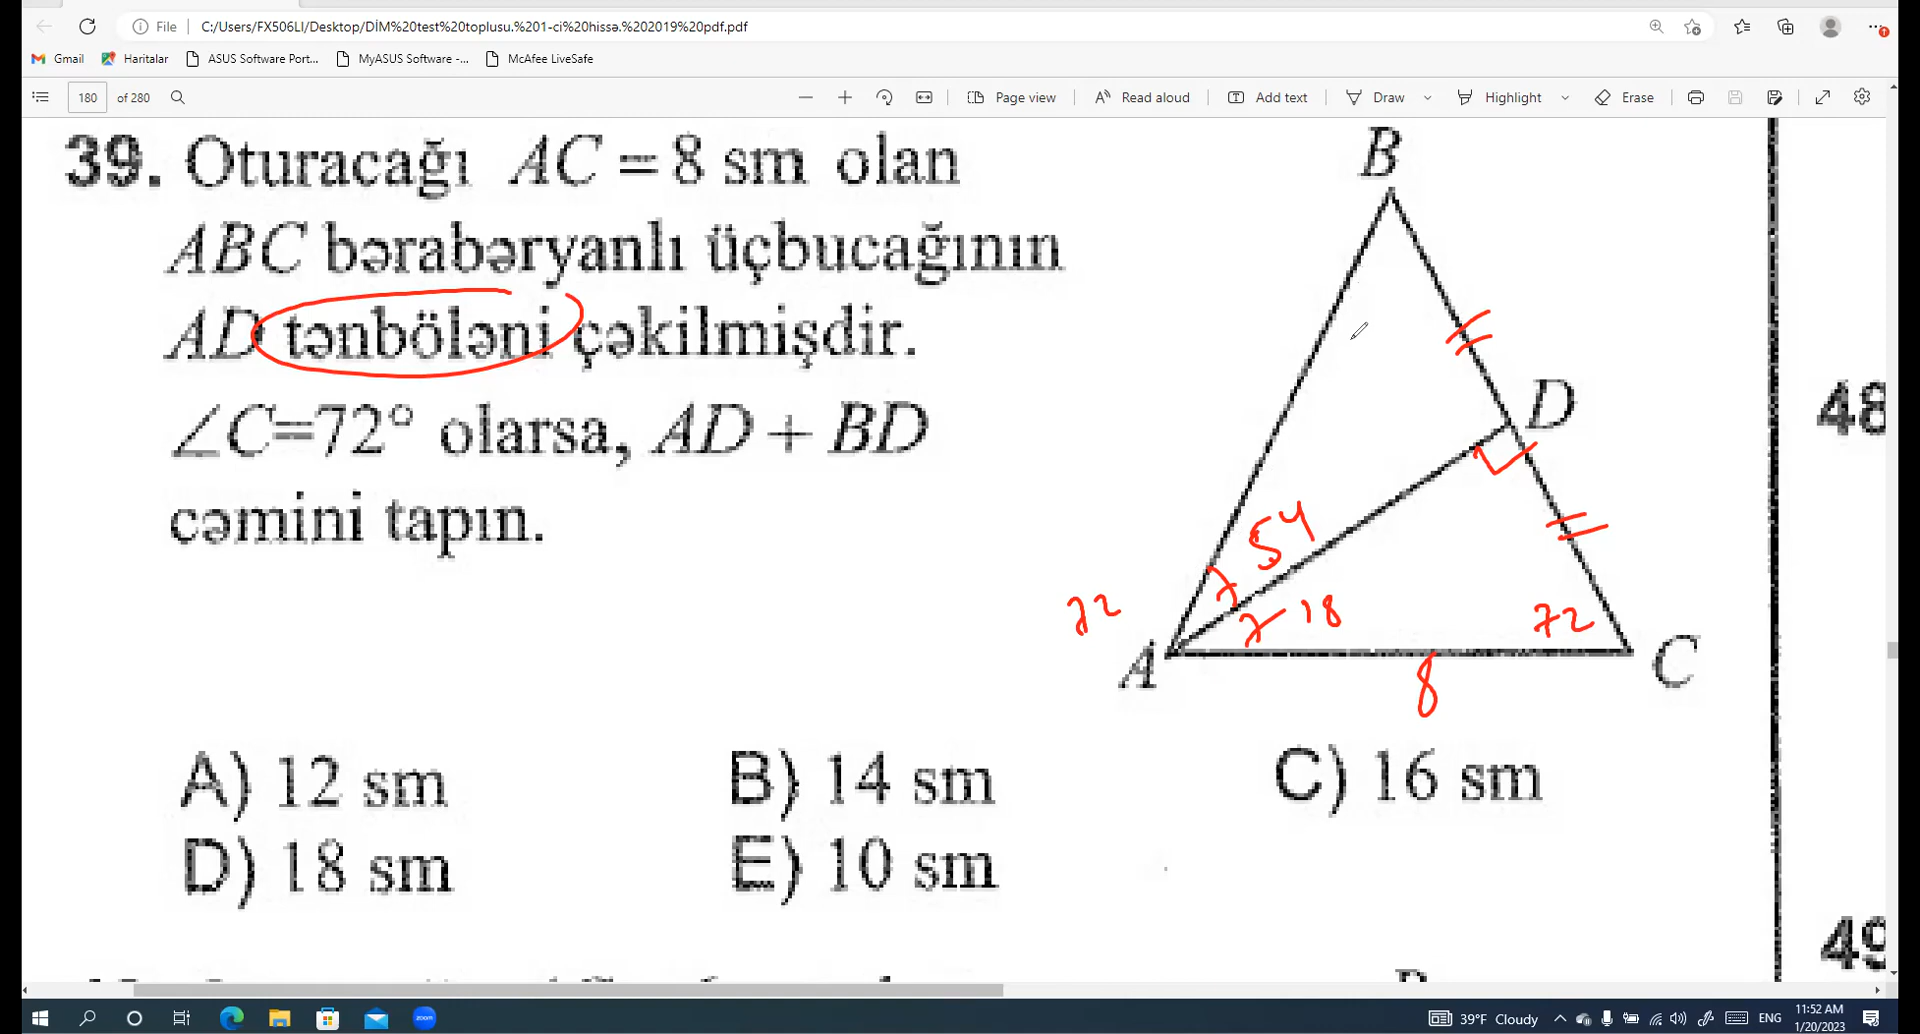 File C:/Users/FX506LI/Desktop/DİM%20test%20toplusu.%201-ci%20hissə.%202019%20pdf.pdf
Gmail Haritalar ASUS Software Port... MyASUS Software -... McAfee LiveSafe
180 of 280 Page view Read aloud Add text Draw Highlight Erase
39. Oturacağı AC = 8 sm olan
ABC bərabəryanlı üçbucağının
AD tənböləni çəkilmişdir.
∠C=72° olarsa, AD + BD
cəmini tapın.
B
D
54
72
18
72
A
C
8
A) 12 sm B) 14 sm C) 16 sm
D) 18 sm E) 10 sm
48
49
zoom
39°F Cloudy
ENG
11:52 AM
1/20/2023